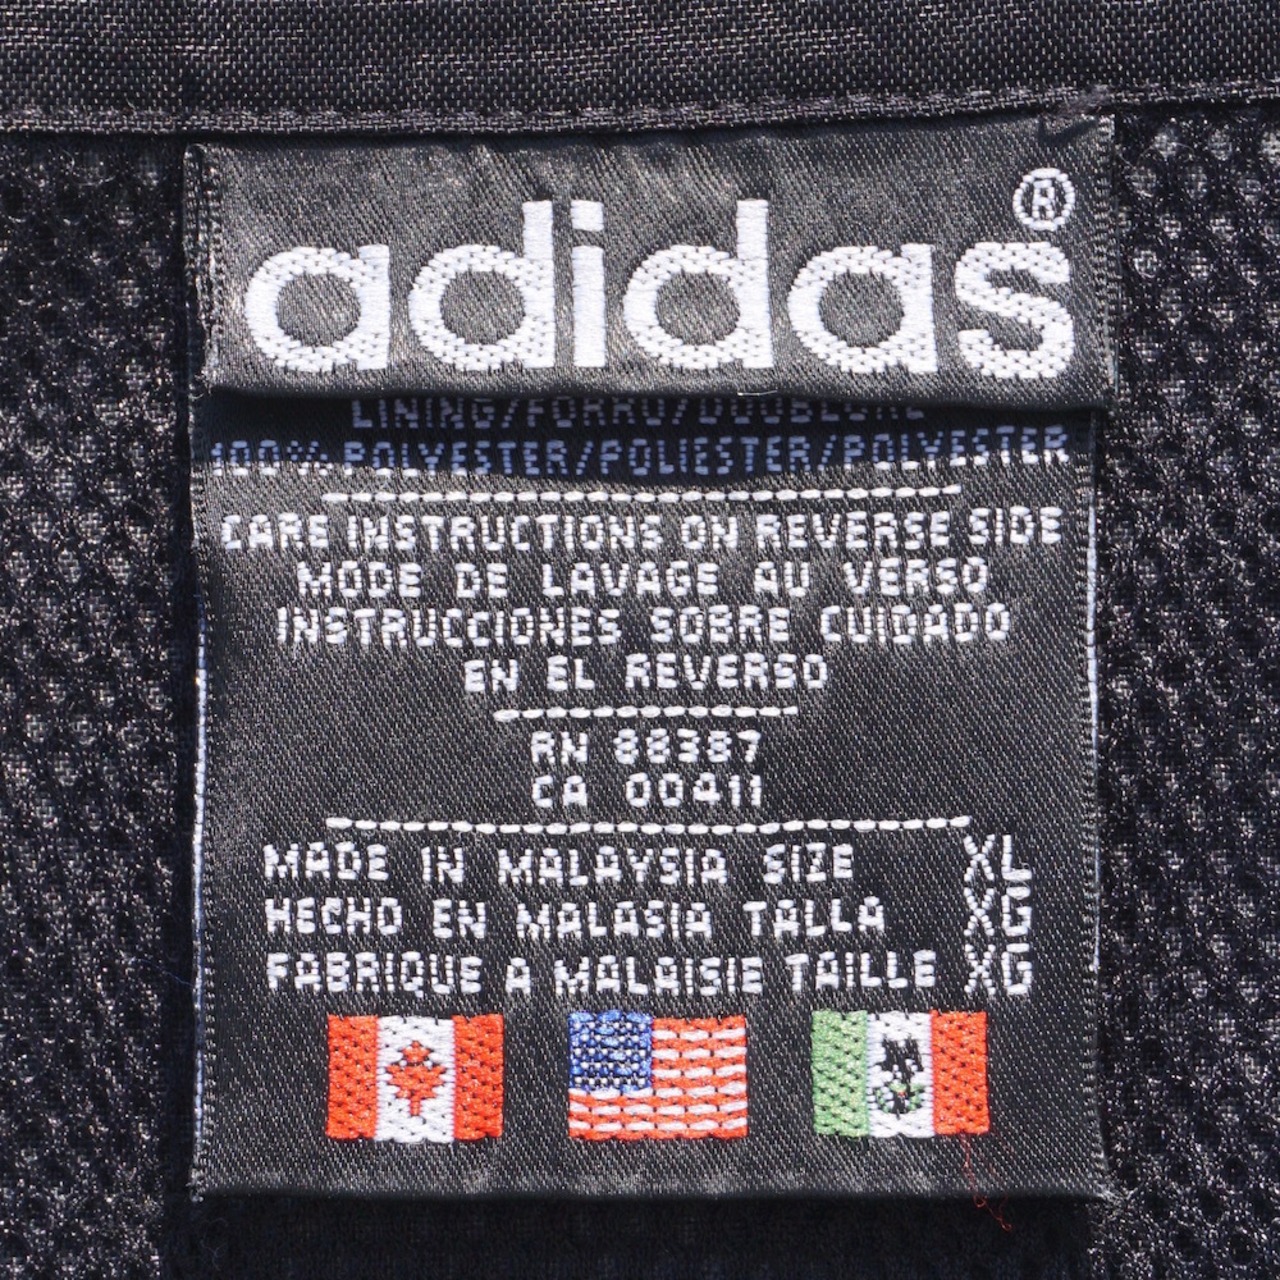 adidas®
LINING/FORRO/DOUBLURE
100% POLYESTER/POLIESTER/POLYESTER
CARE INSTRUCTIONS ON REVERSE SIDE
MODE DE LAVAGE AU VERSO
INSTRUCCIONES SOBRE CUIDADO
EN EL REVERSO
RN 88387
CA 00411
MADE IN MALAYSIA SIZE XL
HECHO EN MALASIA TALLA XG
FABRIQUE A MALAISIE TAILLE XG